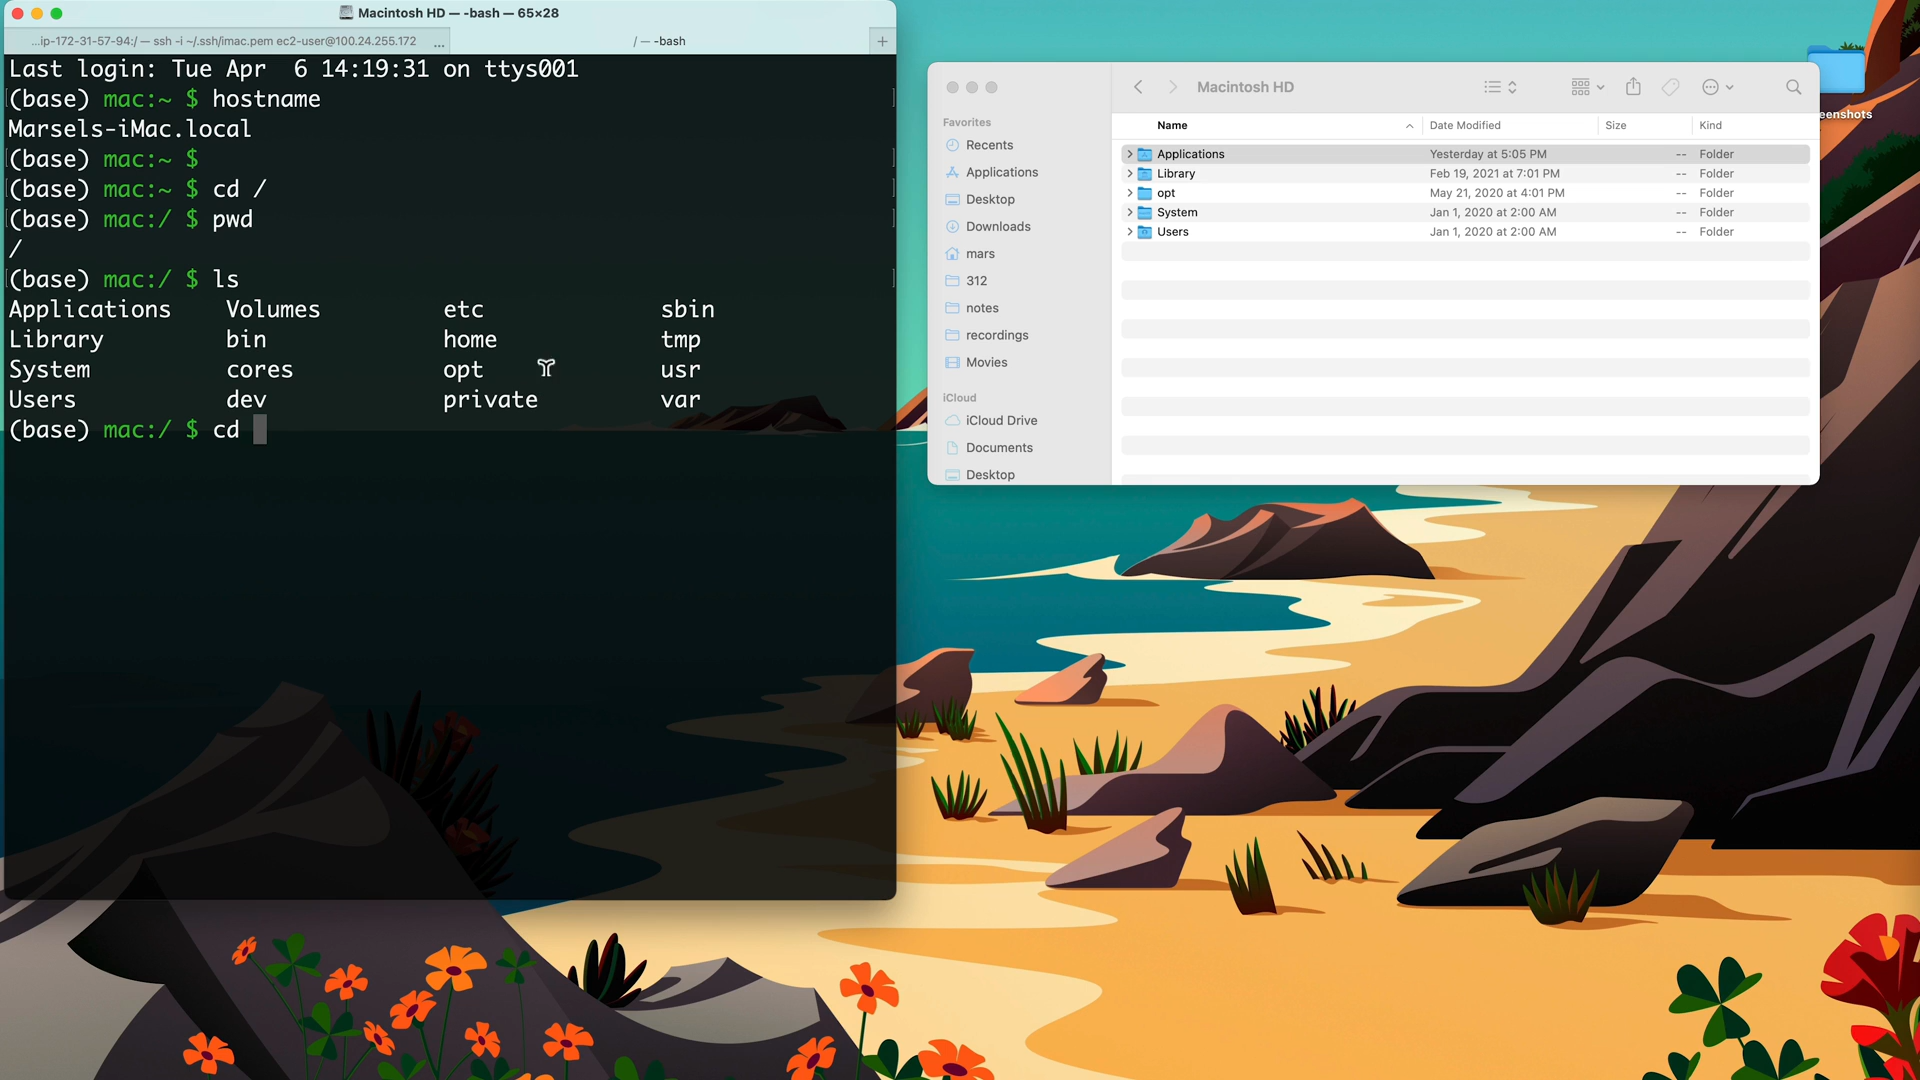 Macintosh HD — -bash — 65×28
...ip-172-31-57-94:/ — ssh -i ~/.ssh/imac.pem ec2-user@100.24.255.172 ...
/ — -bash +
Last login: Tue Apr  6 14:19:31 on ttys001
(base) mac:~ $ hostname
Marsels-iMac.local
(base) mac:~ $
(base) mac:~ $ cd /
(base) mac:/ $ pwd
/
(base) mac:/ $ ls
Applications Volumes etc sbin
Library bin home tmp
System cores opt usr
Users dev private var
(base) mac:/ $ cd
Macintosh HD
Favorites
Recents
Applications
Desktop
Downloads
mars
312
notes
recordings
Movies
iCloud
iCloud Drive
Documents
Desktop
Name Date Modified Size Kind
Applications Yesterday at 5:05 PM -- Folder
Library Feb 19, 2021 at 7:01 PM -- Folder
opt May 21, 2020 at 4:01 PM -- Folder
System Jan 1, 2020 at 2:00 AM -- Folder
Users Jan 1, 2020 at 2:00 AM -- Folder
eenshots